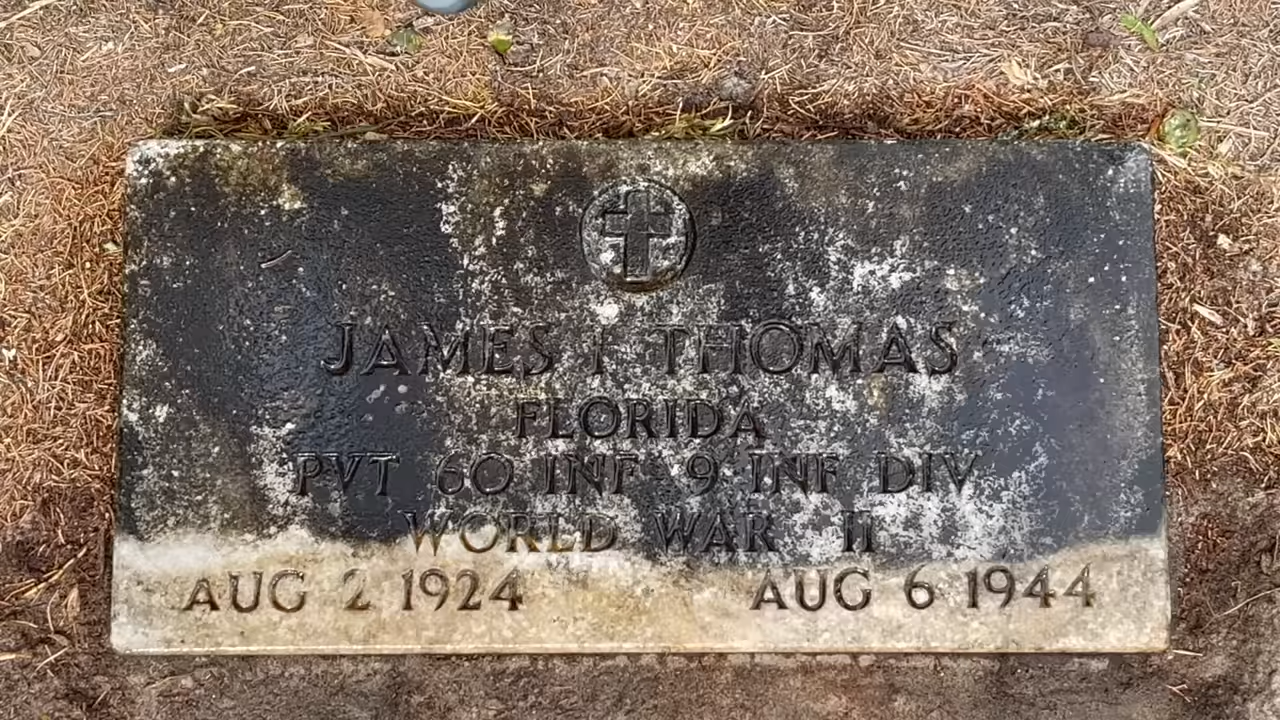 JAMES I THOMAS
FLORIDA
PVT 60 INF 9 INF DIV
WORLD WAR II
AUG 2 1924 AUG 6 1944